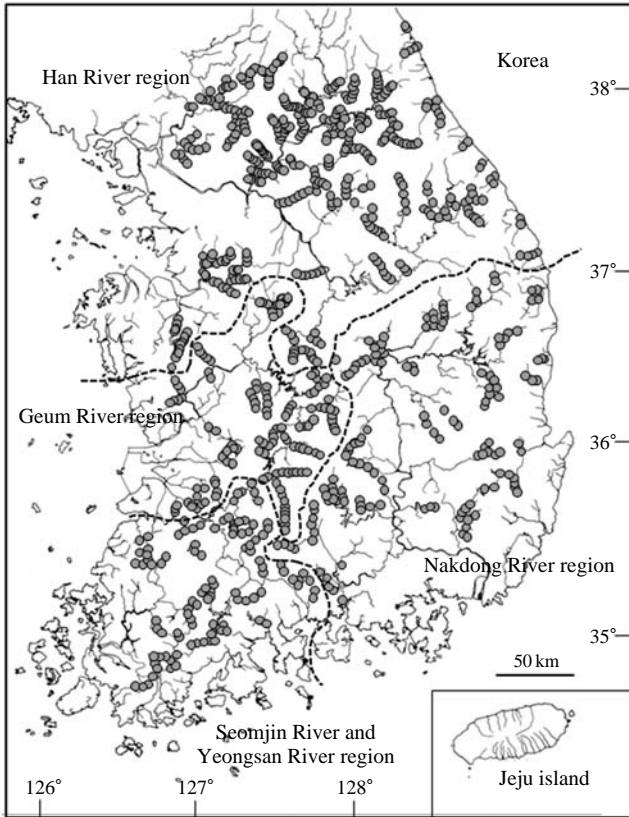 Korea
Han River region
38°
37°
Geum River region
36°
Nakdong River region
35°
50 km
Seomjin River and
Yeongsan River region
Jeju island
126°
127°
128°